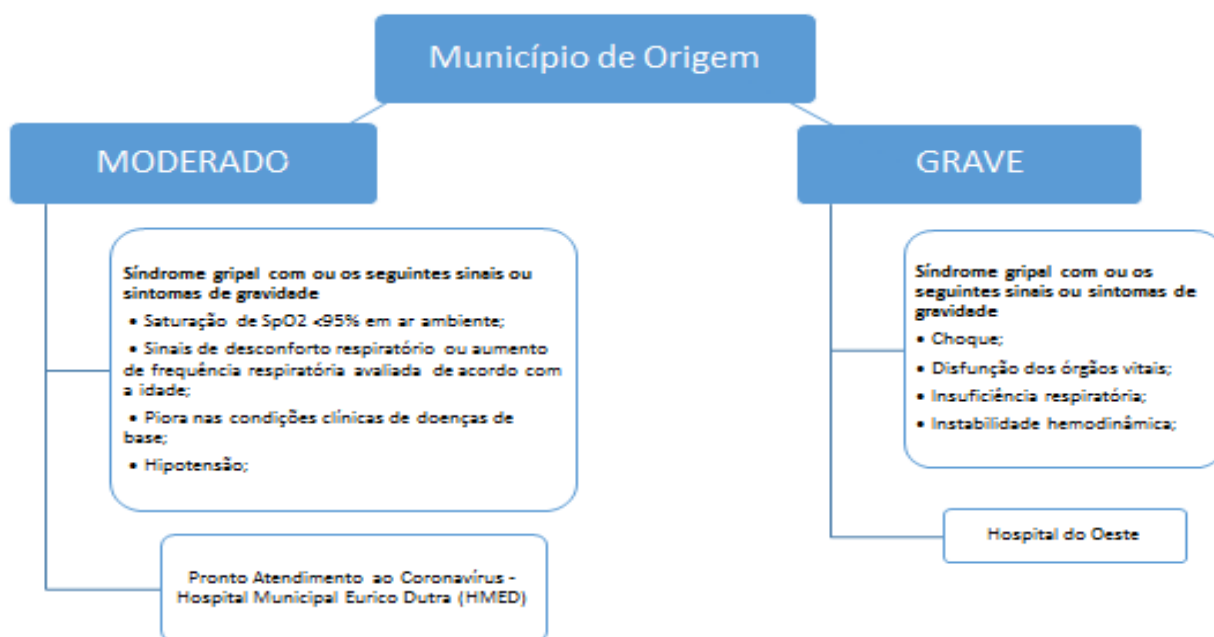 Município de Origem
MODERADO
Síndrome gripal com ou os seguintes sinais ou
sintomas de gravidade
• Saturação de SpO2 <95% em ar ambiente;
• Sinais de desconforto respiratório ou aumento
de frequência respiratória avaliada de acordo com
a idade;
• Piora nas condições clínicas de doenças de
base;
• Hipotensão;
Pronto Atendimento ao Coronavírus -
Hospital Municipal Eurico Dutra (HMED)
GRAVE
Síndrome gripal com ou os
seguintes sinais ou sintomas de
gravidade
• Choque;
• Disfunção dos órgãos vitais;
• Insuficiência respiratória;
• Instabilidade hemodinâmica;
Hospital do Oeste